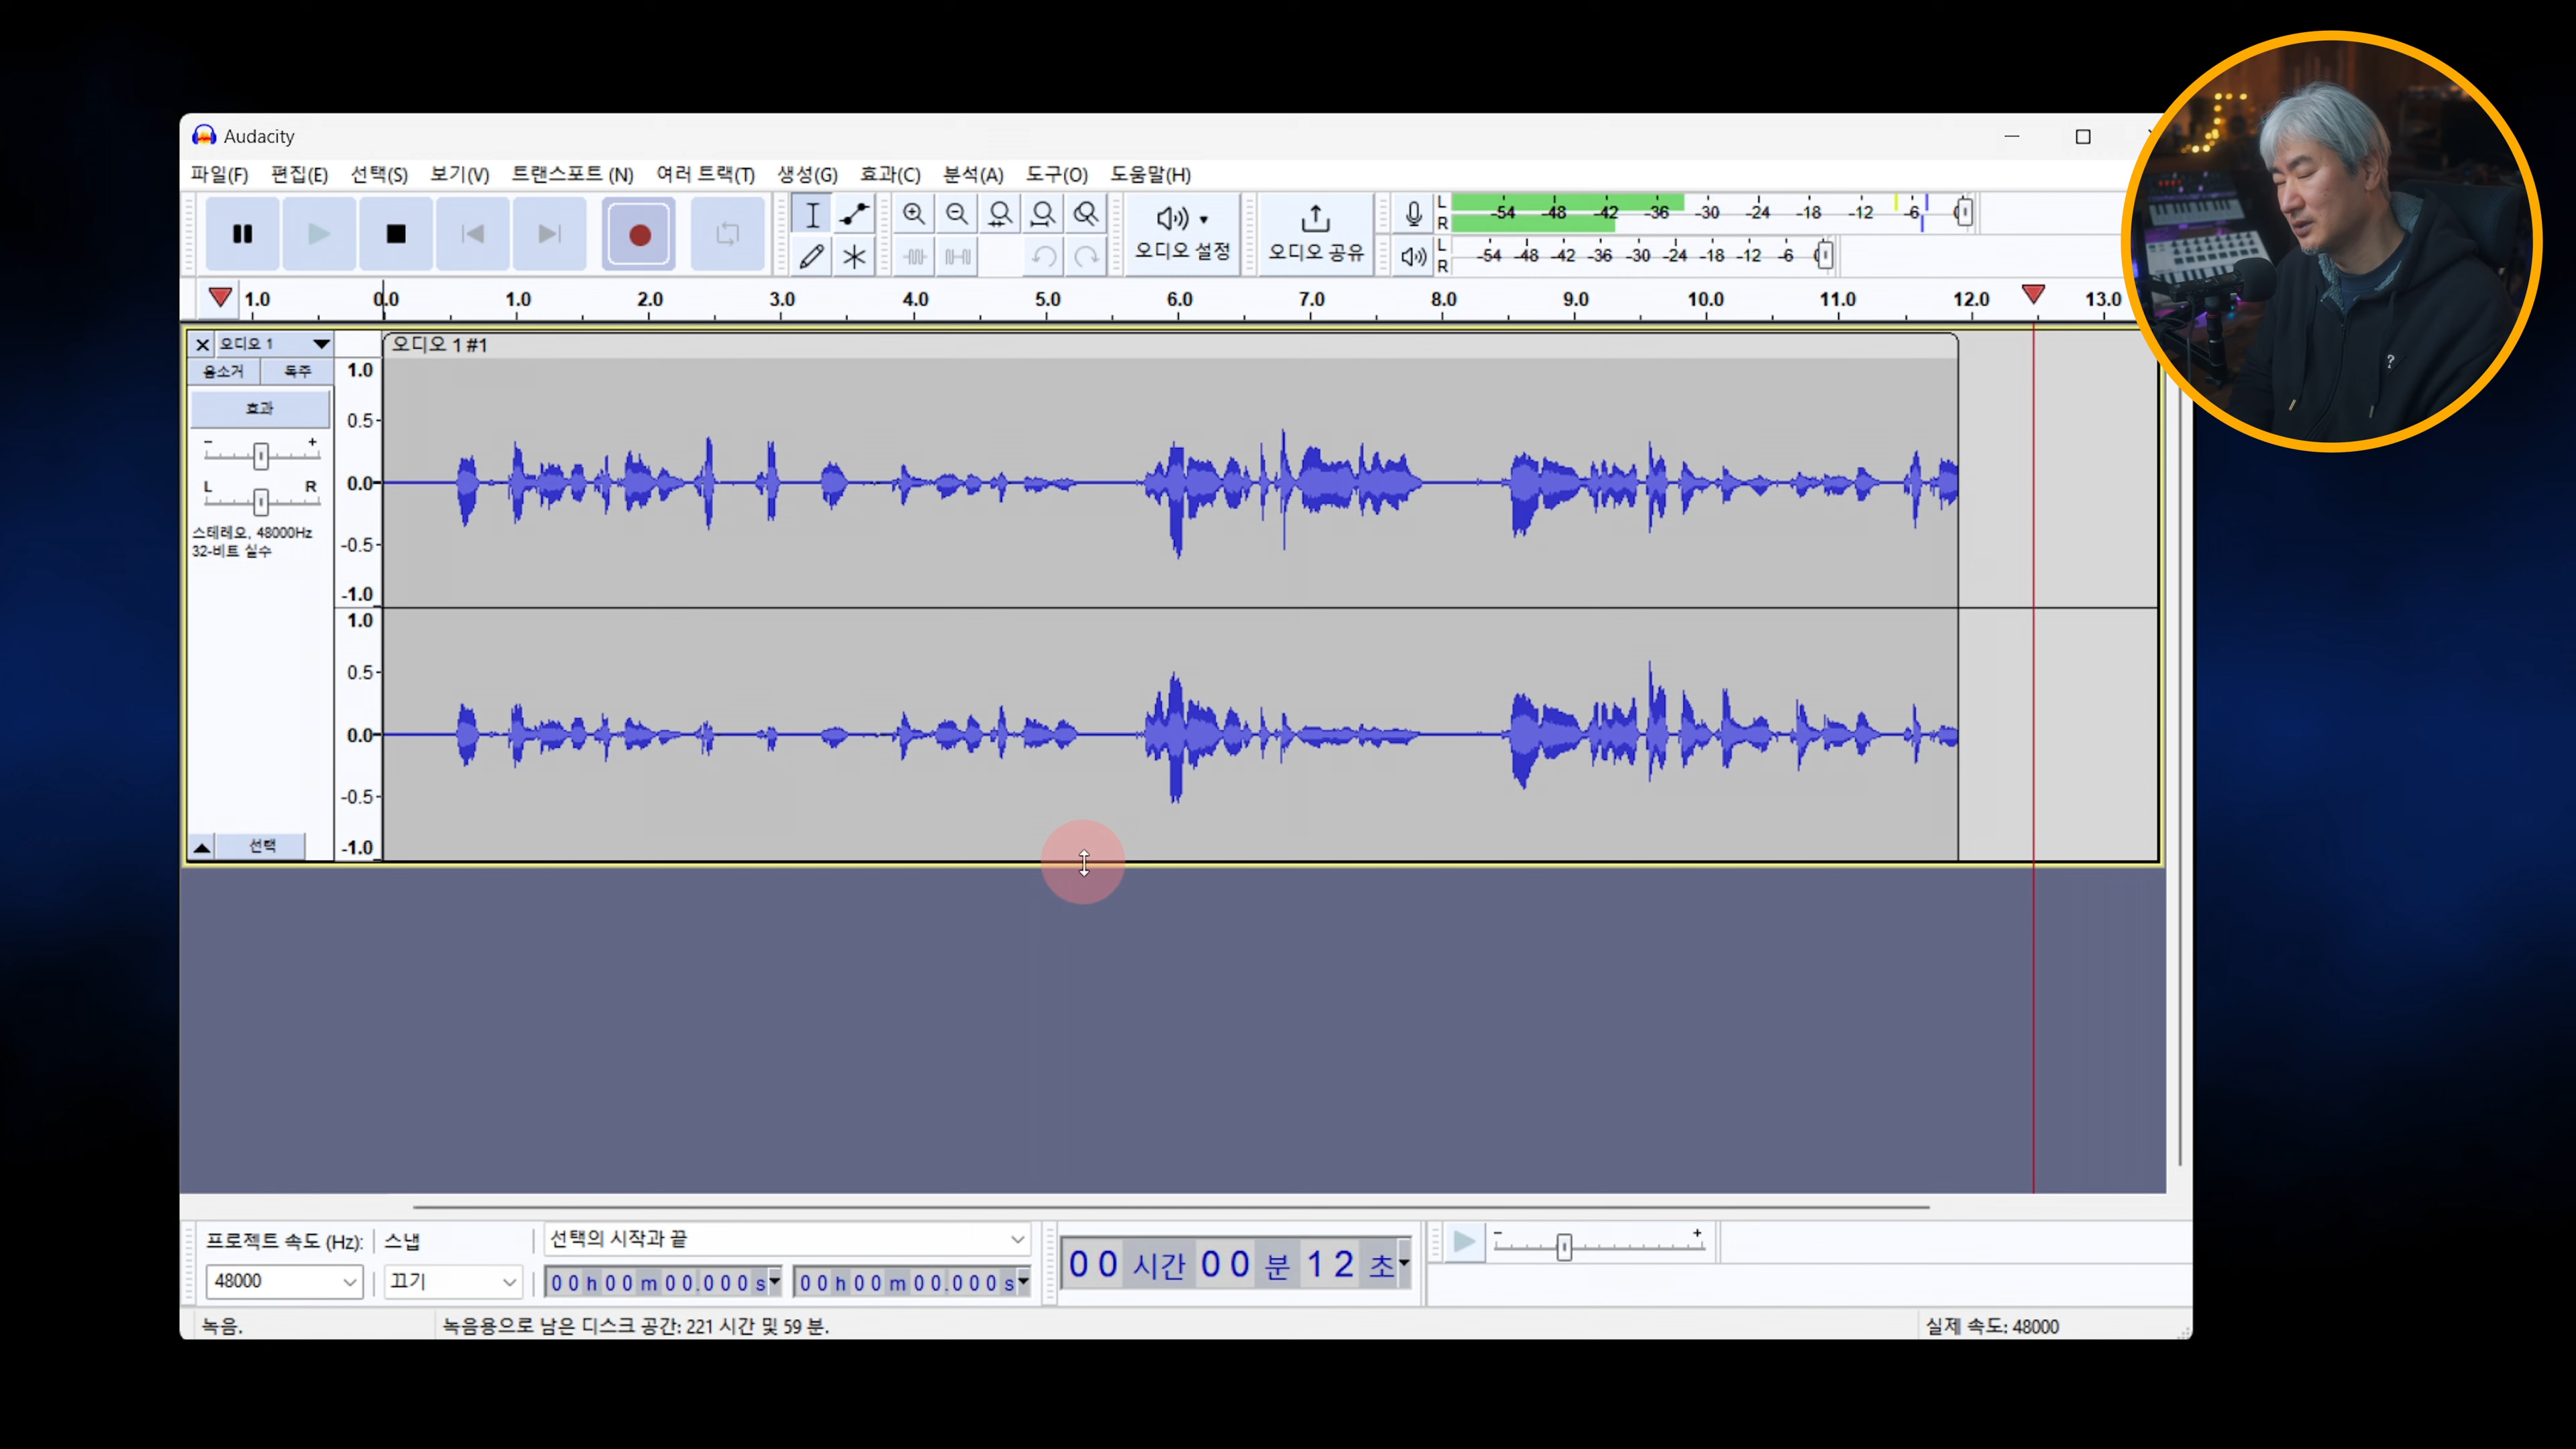 Audacity
파일(F) 편집(E) 선택(S) 보기(V) 트랜스포트 (N) 여러 트랙(T) 생성(G) 효과(C) 분석(A) 도구(O) 도움말(H)
L
R
-54 -48 -42 -36 -30 -24 -18 -12 -6
오디오 설정
오디오 공유
L
R
-54 -48 -42 -36 -30 -24 -18 -12 -6
1.0 0.0 1.0 2.0 3.0 4.0 5.0 6.0 7.0 8.0 9.0 10.0 11.0 12.0 13.0
오디오 1
오디오 1 #1
음소거 독주
효과
- +
L R
스테레오, 48000Hz
32-비트 실수
선택
1.0
0.5-
0.0-
-0.5-
-1.0
1.0
0.5-
0.0-
-0.5-
-1.0
?
프로젝트 속도 (Hz): 스냅
48000
끄기
선택의 시작과 끝
00h00m00.000s
00h00m00.000s
00 시간 00 분 12 초
- +
녹음.
녹음용으로 남은 디스크 공간: 221 시간 및 59 분.
실제 속도: 48000